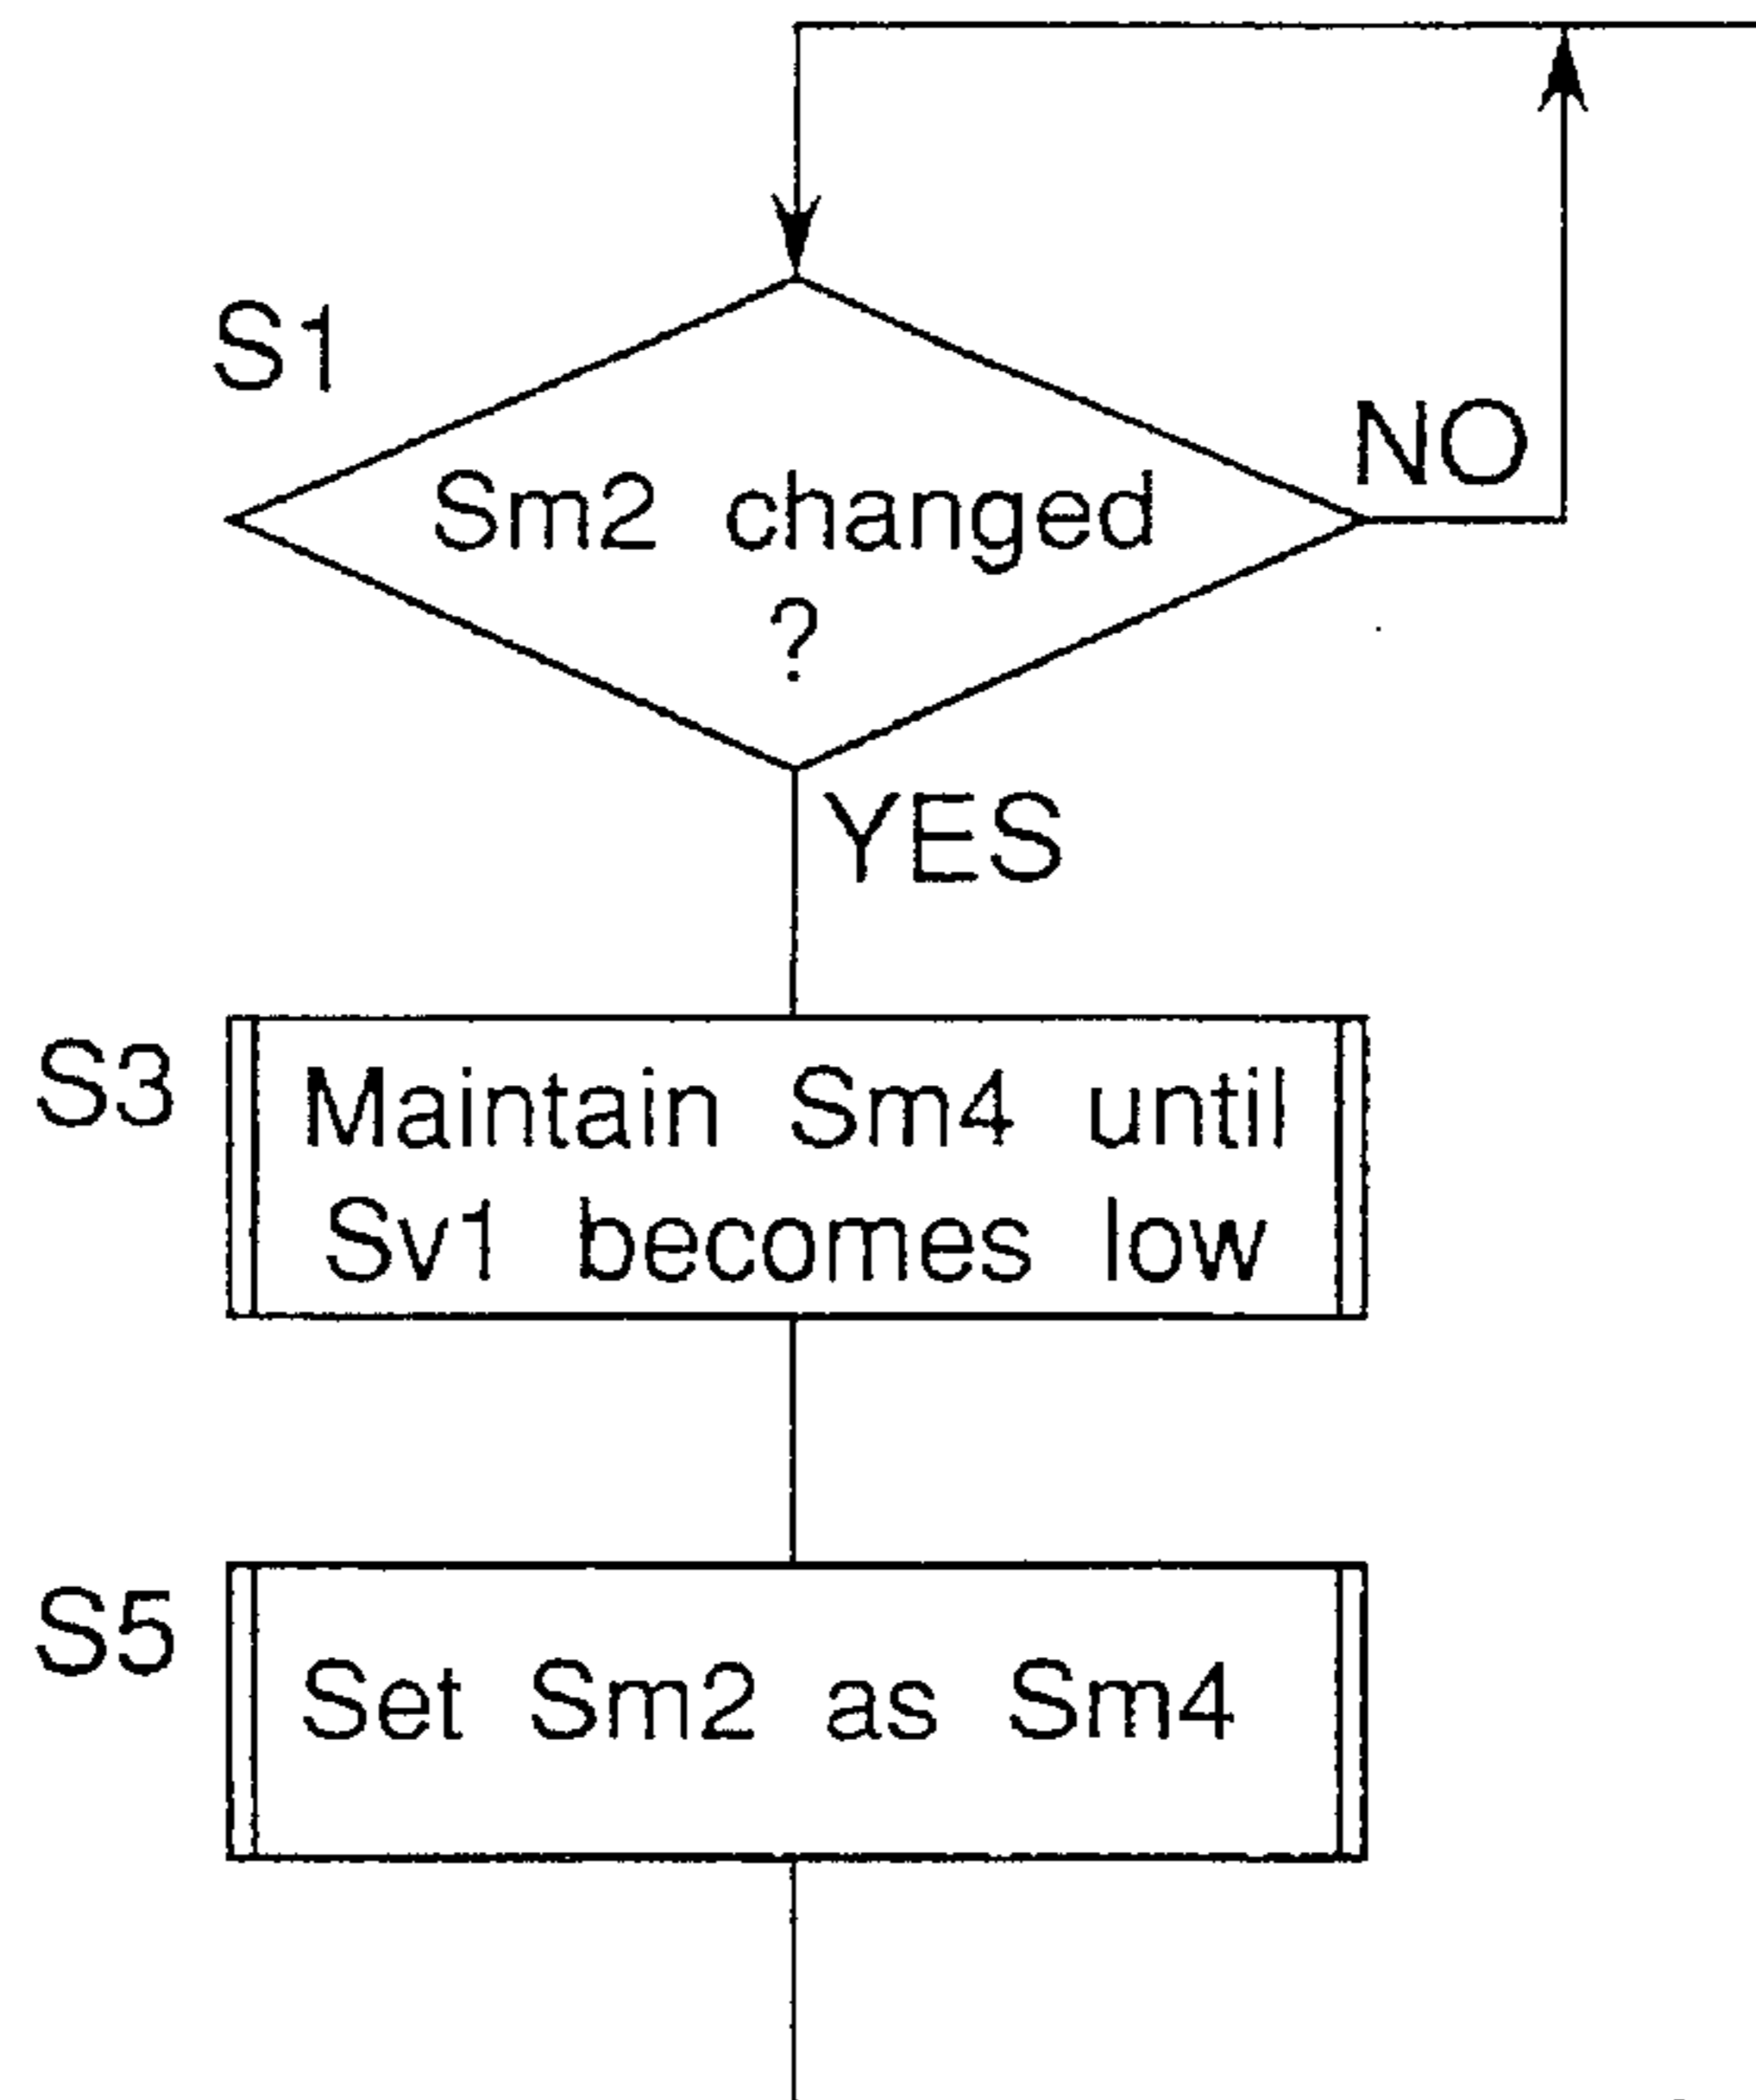 S1
NO
Sm2 changed
?
YES
S3
Maintain Sm4 until
Sv1 becomes low
S5
Set Sm2 as Sm4